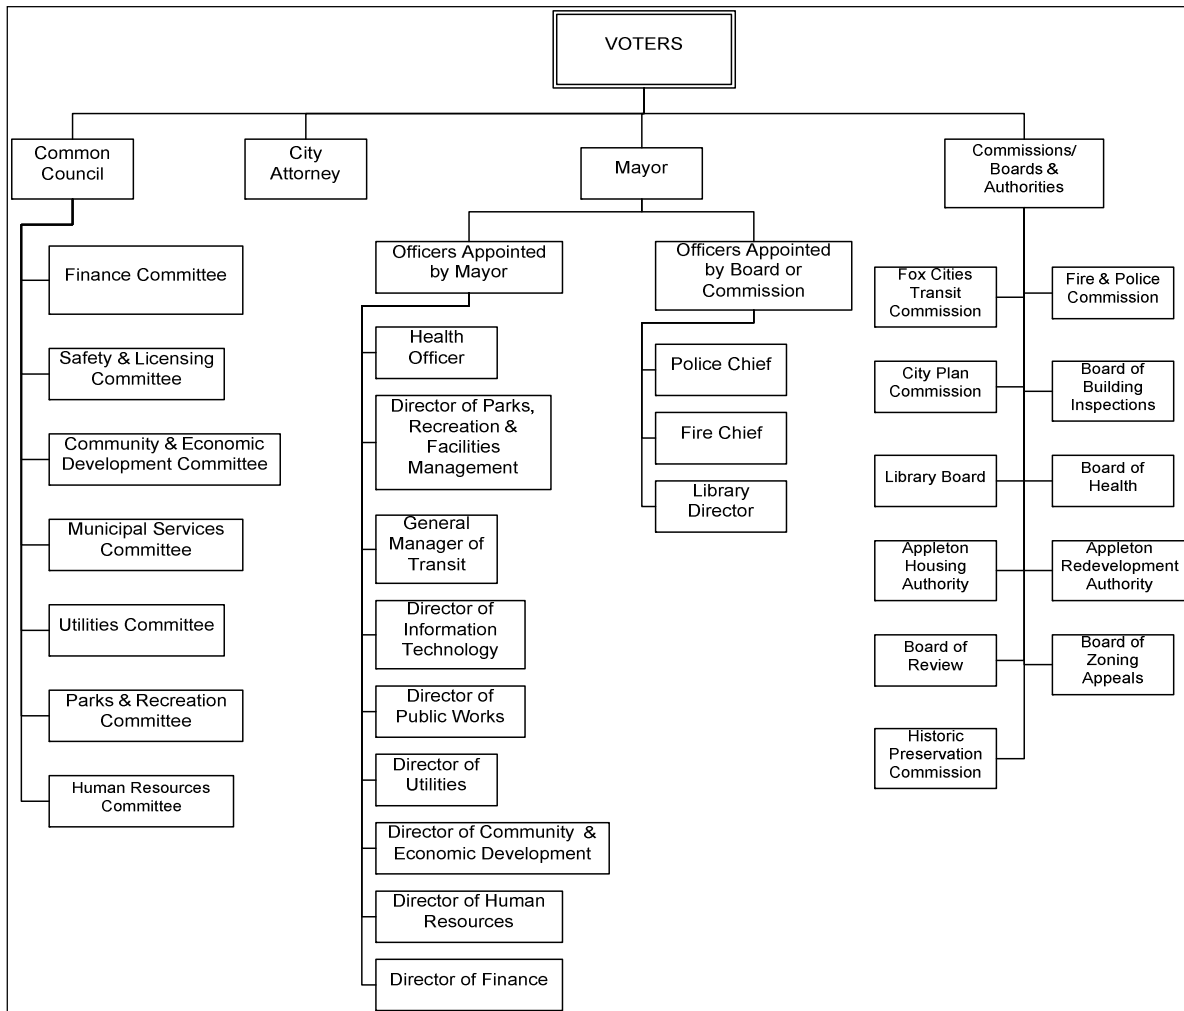 VOTERS
Common
Council
City
Attorney
Mayor
Commissions/
Boards &
Authorities
Finance Committee
Safety & Licensing
Committee
Community & Economic
Development Committee
Municipal Services
Committee
Utilities Committee
Parks & Recreation
Committee
Human Resources
Committee
Officers Appointed
by Mayor
Health
Officer
Director of Parks,
Recreation &
Facilities
Management
General
Manager of
Transit
Director of
Information
Technology
Director of
Public Works
Director of
Utilities
Director of Community &
Economic Development
Director of Human
Resources
Director of Finance
Officers Appointed
by Board or
Commission
Police Chief
Fire Chief
Library
Director
Fox Cities
Transit
Commission
Fire & Police
Commission
City Plan
Commission
Board of
Building
Inspections
Library Board
Board of
Health
Appleton
Housing
Authority
Appleton
Redevelopment
Authority
Board of
Review
Board of
Zoning
Appeals
Historic
Preservation
Commission